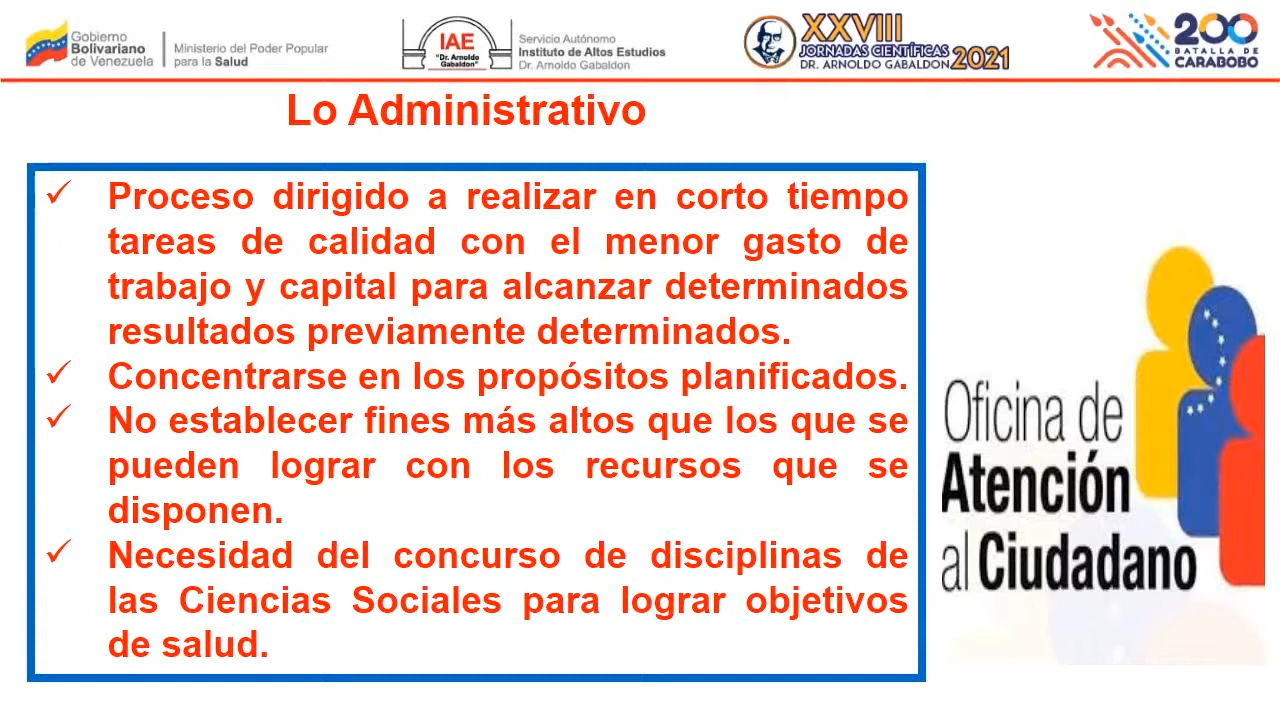 Gobierno
Bolivariano
de Venezuela
Ministerio del Poder Popular
para la Salud
IAE
"Dr. Arnoldo
Gabaldon"
Servicio Autónomo
Instituto de Altos Estudios
Dr. Arnoldo Gabaldon
XXVIII
JORNADAS CIENTÍFICAS
DR. ARNOLDO GABALDON
2021
200
BATALLA DE
CARABOBO
Lo Administrativo
✓ Proceso dirigido a realizar en corto tiempo
tareas de calidad con el menor gasto de
trabajo y capital para alcanzar determinados
resultados previamente determinados.
✓ Concentrarse en los propósitos planificados.
✓ No establecer fines más altos que los que se
pueden lograr con los recursos que se
disponen.
✓ Necesidad del concurso de disciplinas de
las Ciencias Sociales para lograr objetivos
de salud.
Oficina de
Atención
al Ciudadano